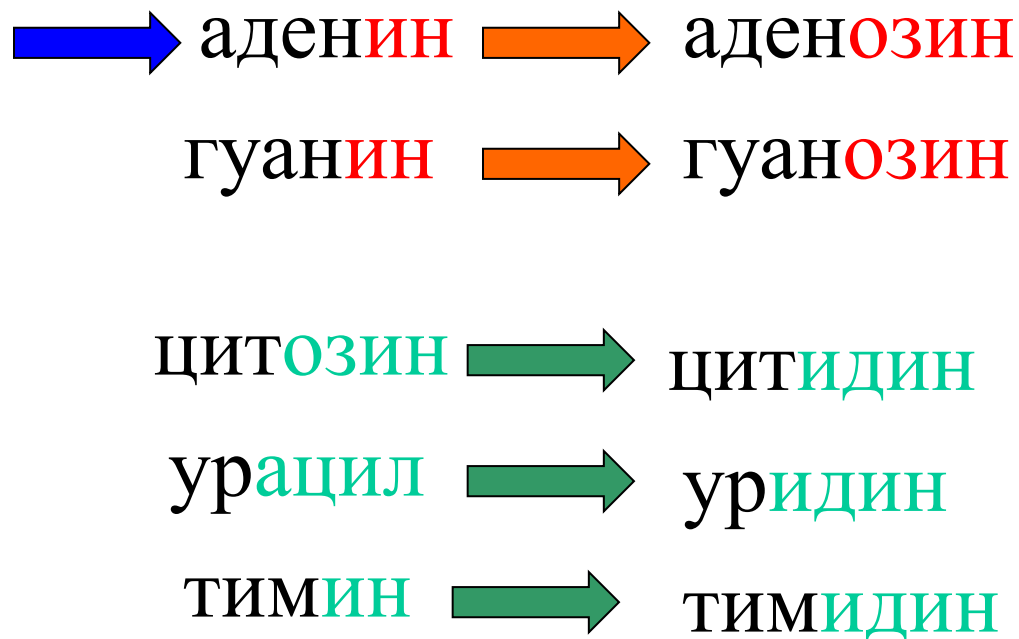 аденин аденозин
гуанин гуанозин
цитозин цитидин
урацил уридин
тимин тимидин